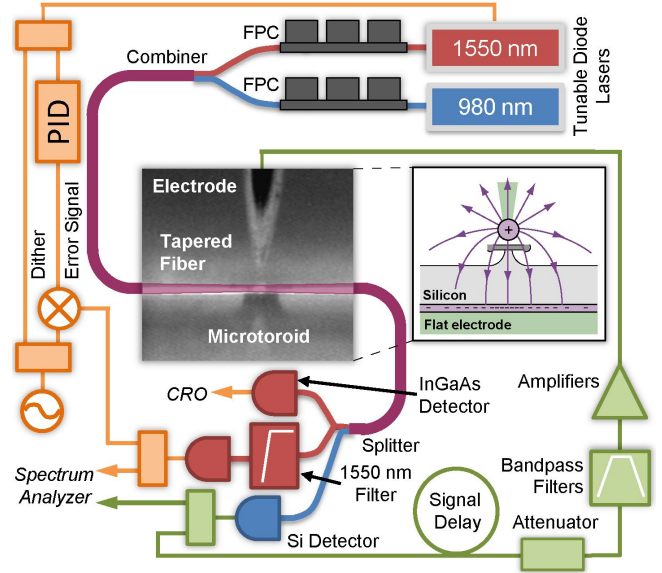 FPC
1550 nm
Combiner
FPC
980 nm
Tunable Diode
Lasers
PID
Dither
Error Signal
Electrode
Tapered
Fiber
Microtoroid
+
Silicon
Flat electrode
CRO
InGaAs
Detector
Amplifiers
Splitter
1550 nm
Filter
Spectrum
Analyzer
Si Detector
Signal
Delay
Bandpass
Filters
Attenuator